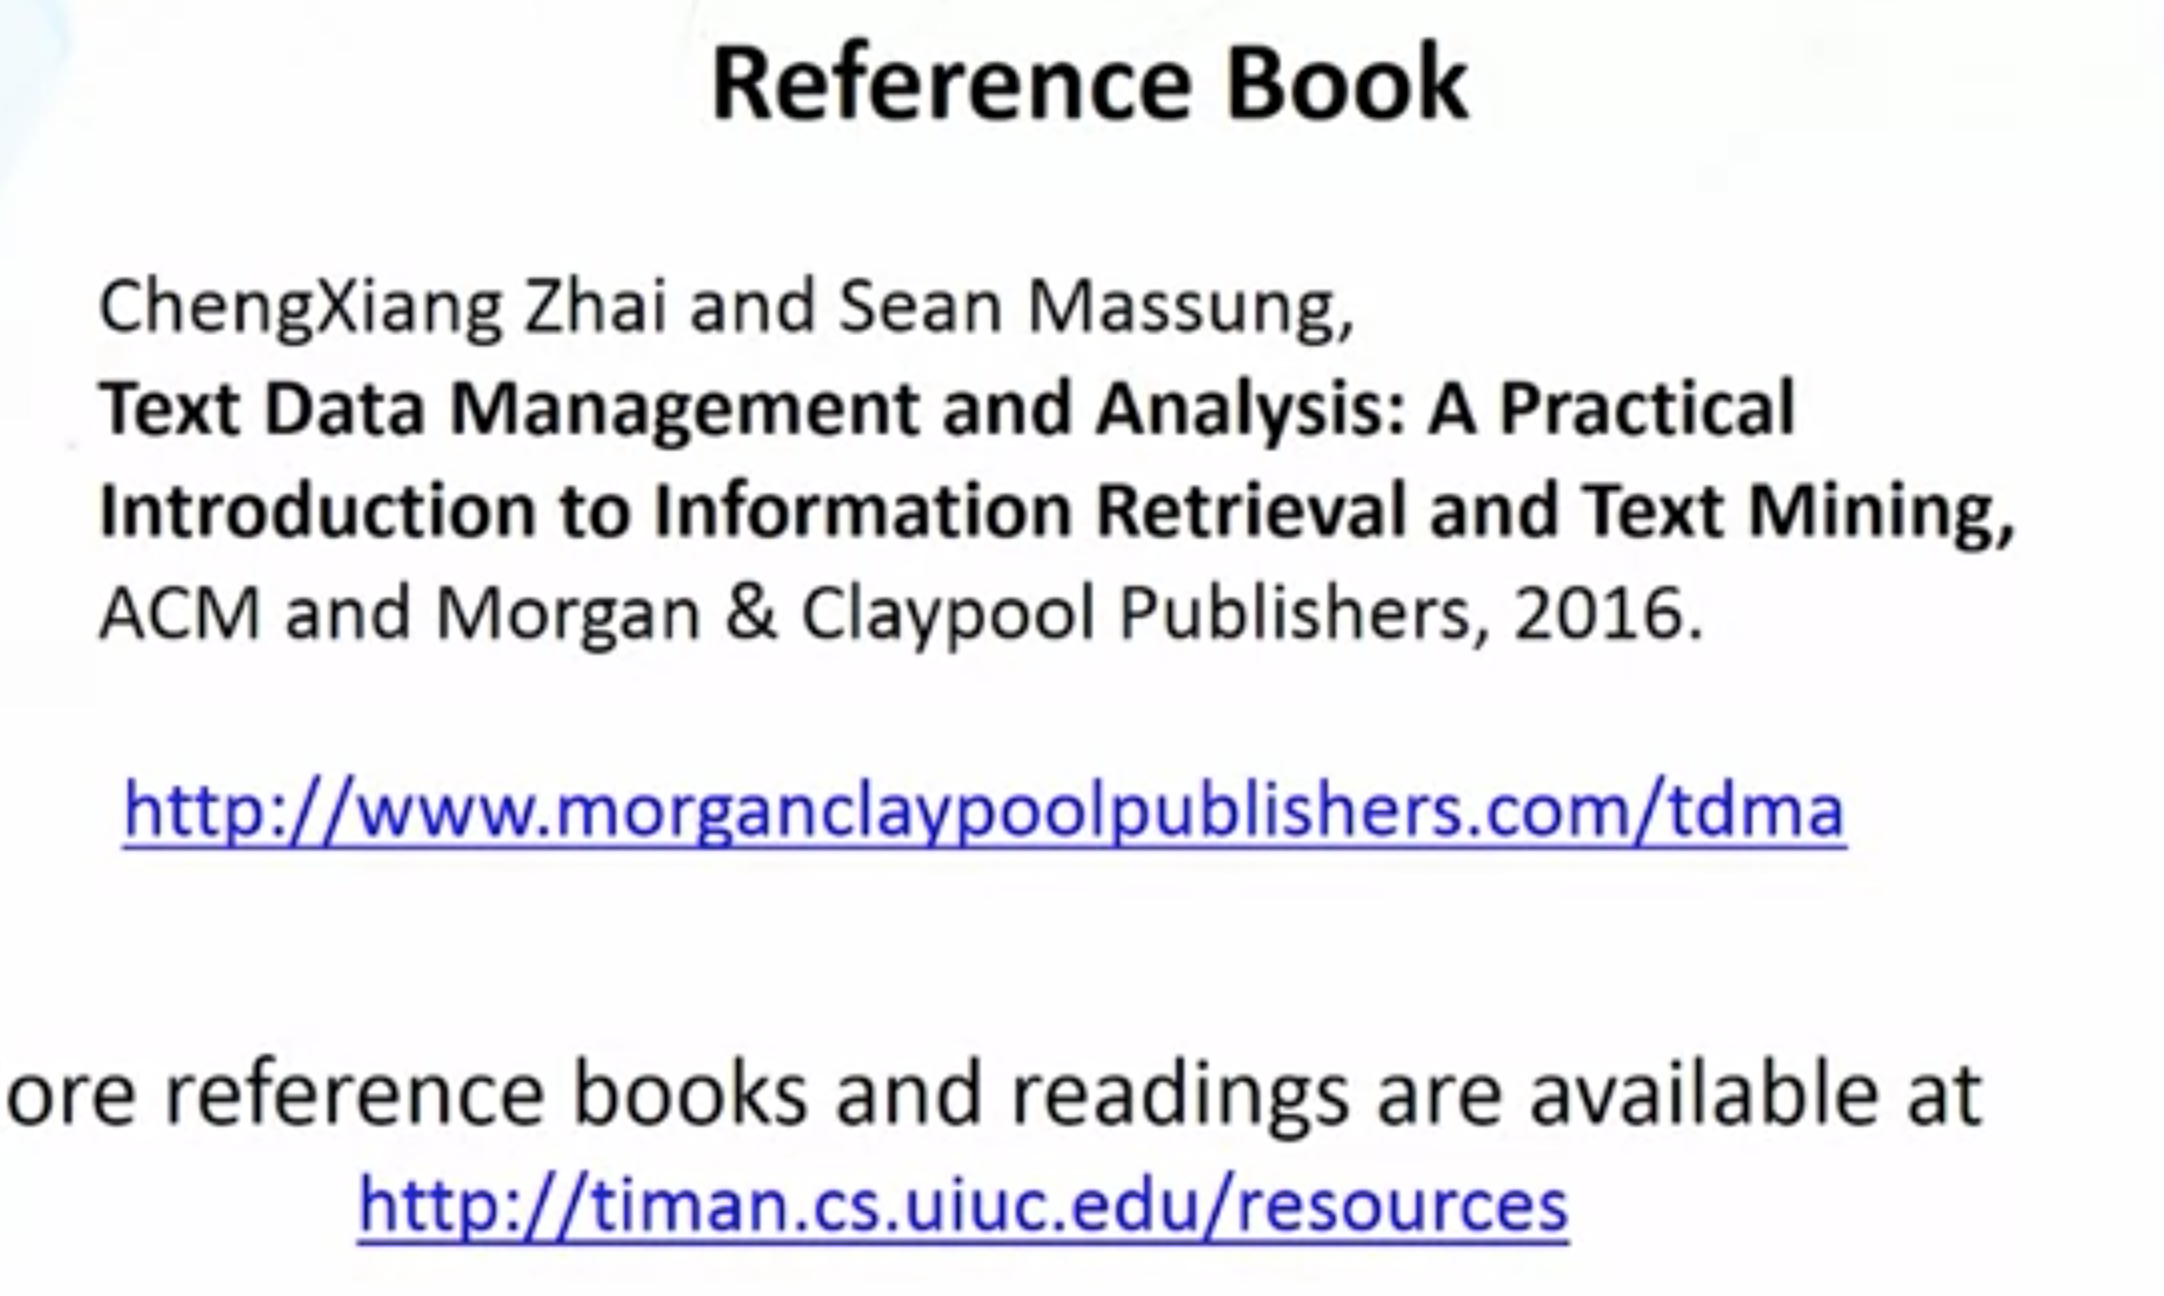 Reference Book
ChengXiang Zhai and Sean Massung,
Text Data Management and Analysis: A Practical
Introduction to Information Retrieval and Text Mining,
ACM and Morgan & Claypool Publishers, 2016.
http://www.morganclaypoolpublishers.com/tdma
ore reference books and readings are available at
http://timan.cs.uiuc.edu/resources